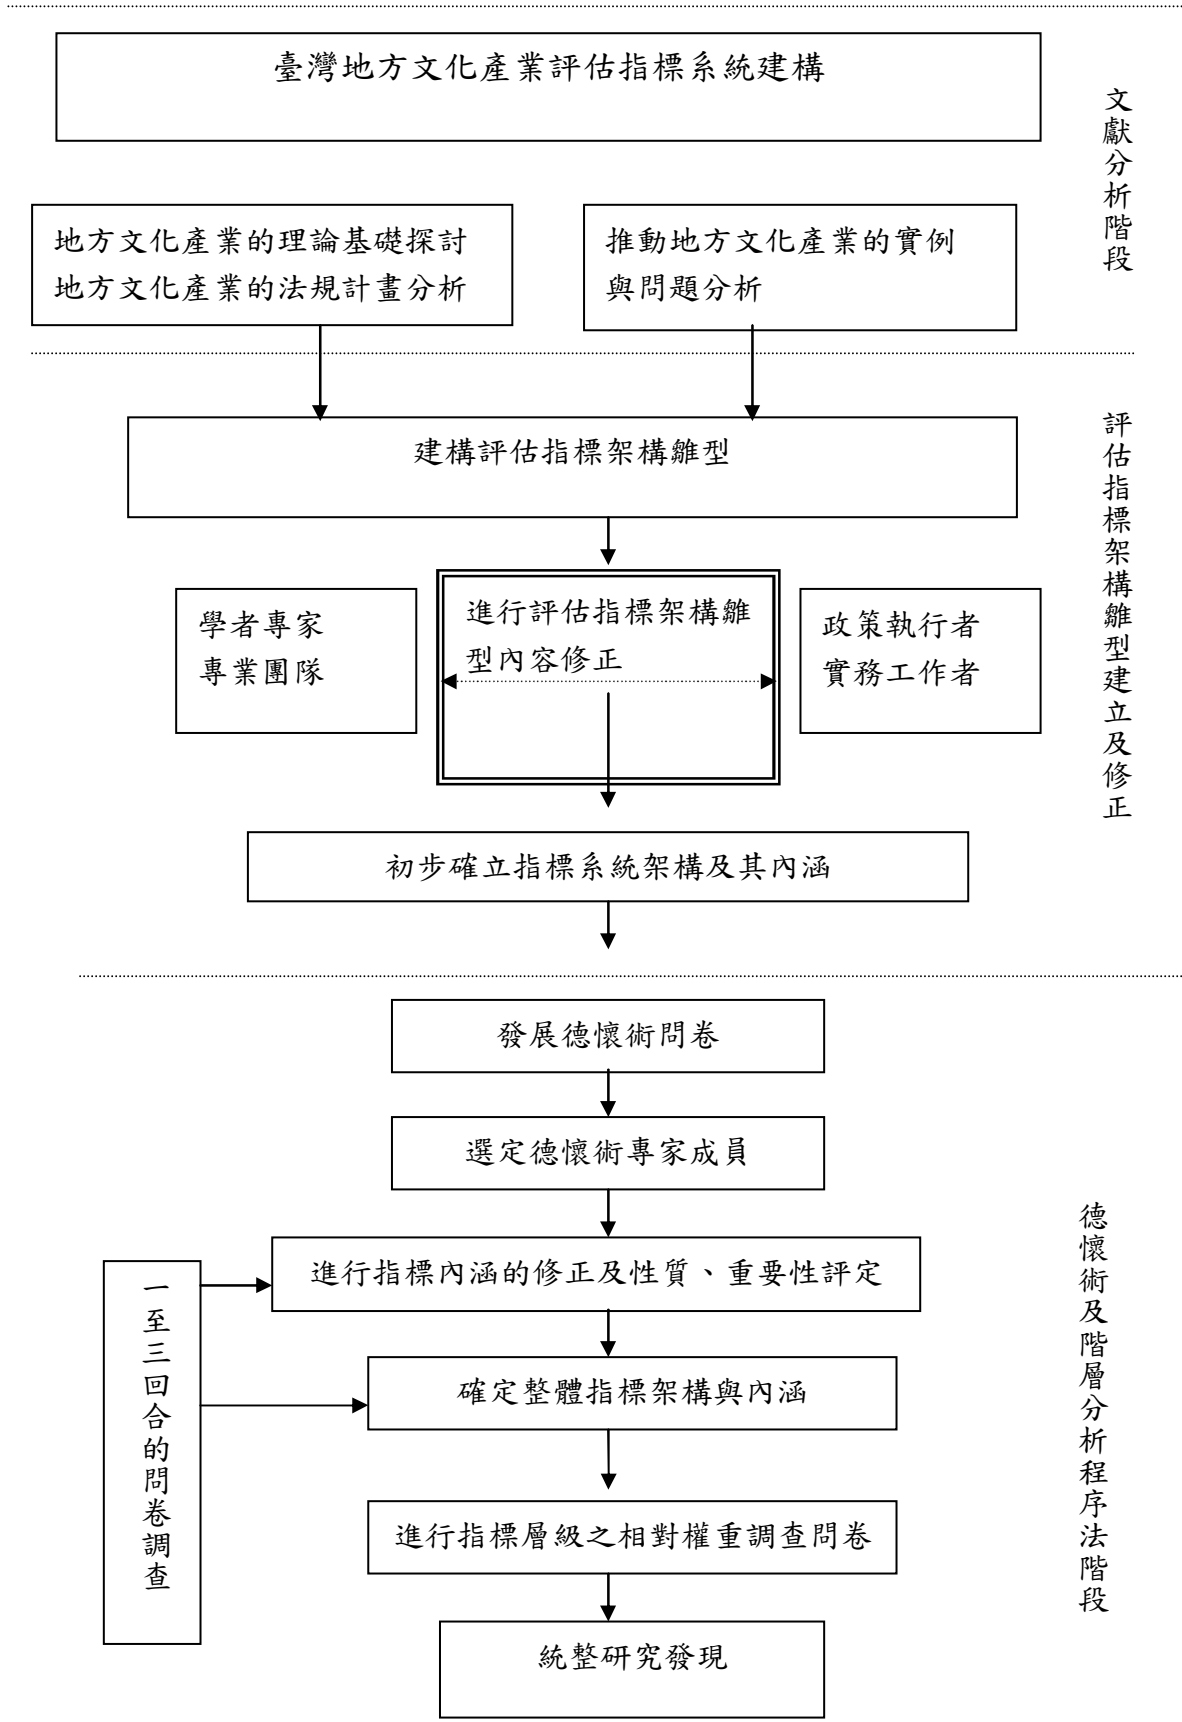 臺灣地方文化產業評估指標系統建構
文獻分析階段
地方文化產業的理論基礎探討
地方文化產業的法規計畫分析
推動地方文化產業的實例
與問題分析
評估指標架構雛型建立及修正
建構評估指標架構雛型
學者專家
專業團隊
進行評估指標架構雛
型內容修正
政策執行者
實務工作者
初步確立指標系統架構及其內涵
發展德懷術問卷
選定德懷術專家成員
德懷術及階層分析程序法階段
進行指標內涵的修正及性質、重要性評定
一至三回合的問卷調查
確定整體指標架構與內涵
進行指標層級之相對權重調查問卷
統整研究發現